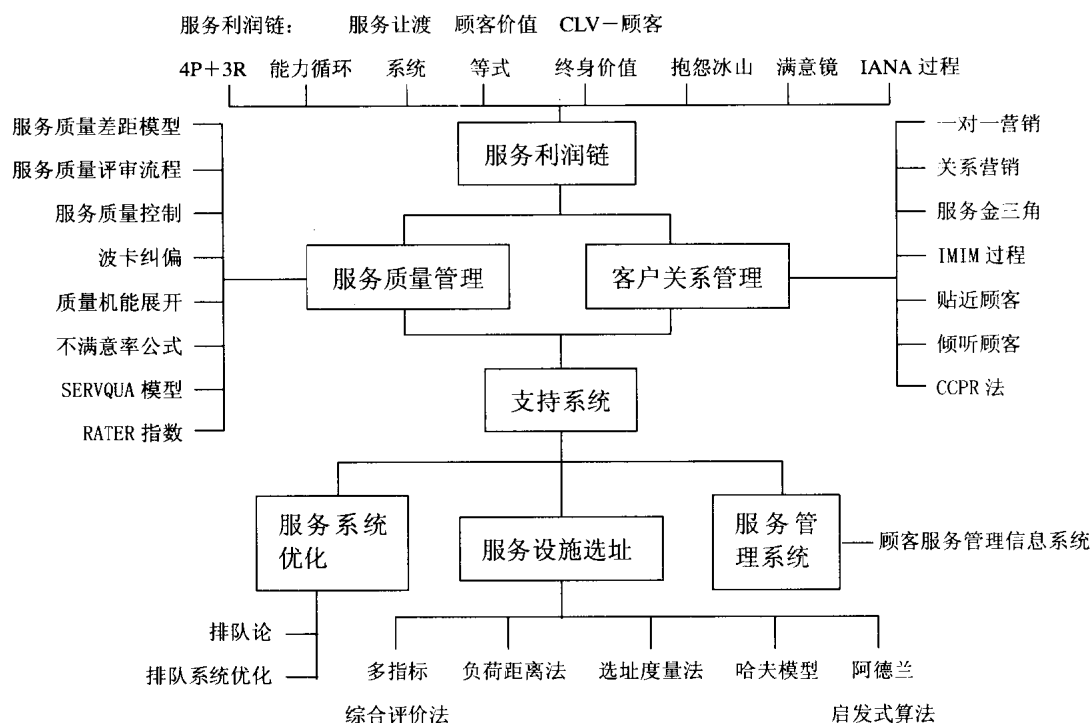 服务利润链： 服务让渡 顾客价值 CLV－顾客
4P＋3R 能力循环 系统 等式 终身价值 抱怨冰山 满意镜 IANA 过程
服务利润链
服务质量差距模型
服务质量评审流程
服务质量控制
波卡纠偏
质量机能展开
不满意率公式
SERVQUA 模型
RATER 指数
服务质量管理
客户关系管理
一对一营销
关系营销
服务金三角
IMIM 过程
贴近顾客
倾听顾客
CCPR 法
支持系统
服务系统
优化
服务设施选址
服务管
理系统
顾客服务管理信息系统
排队论
排队系统优化
多指标 负荷距离法 选址度量法 哈夫模型 阿德兰
综合评价法 启发式算法